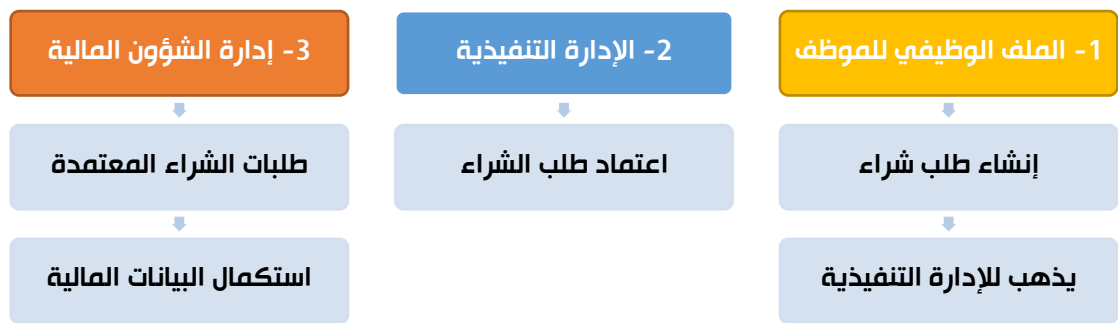 1- الملف الوظيفي للموظف
إنشاء طلب شراء
يذهب للإدارة التنفيذية
2- الإدارة التنفيذية
اعتماد طلب الشراء
3- إدارة الشؤون المالية
طلبات الشراء المعتمدة
استكمال البيانات المالية